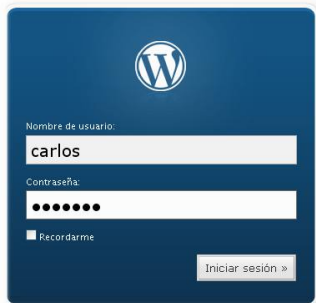 Nombre de usuario:
carlos
Contraseña:
●●●●●●●
Recordarme
Iniciar sesión »